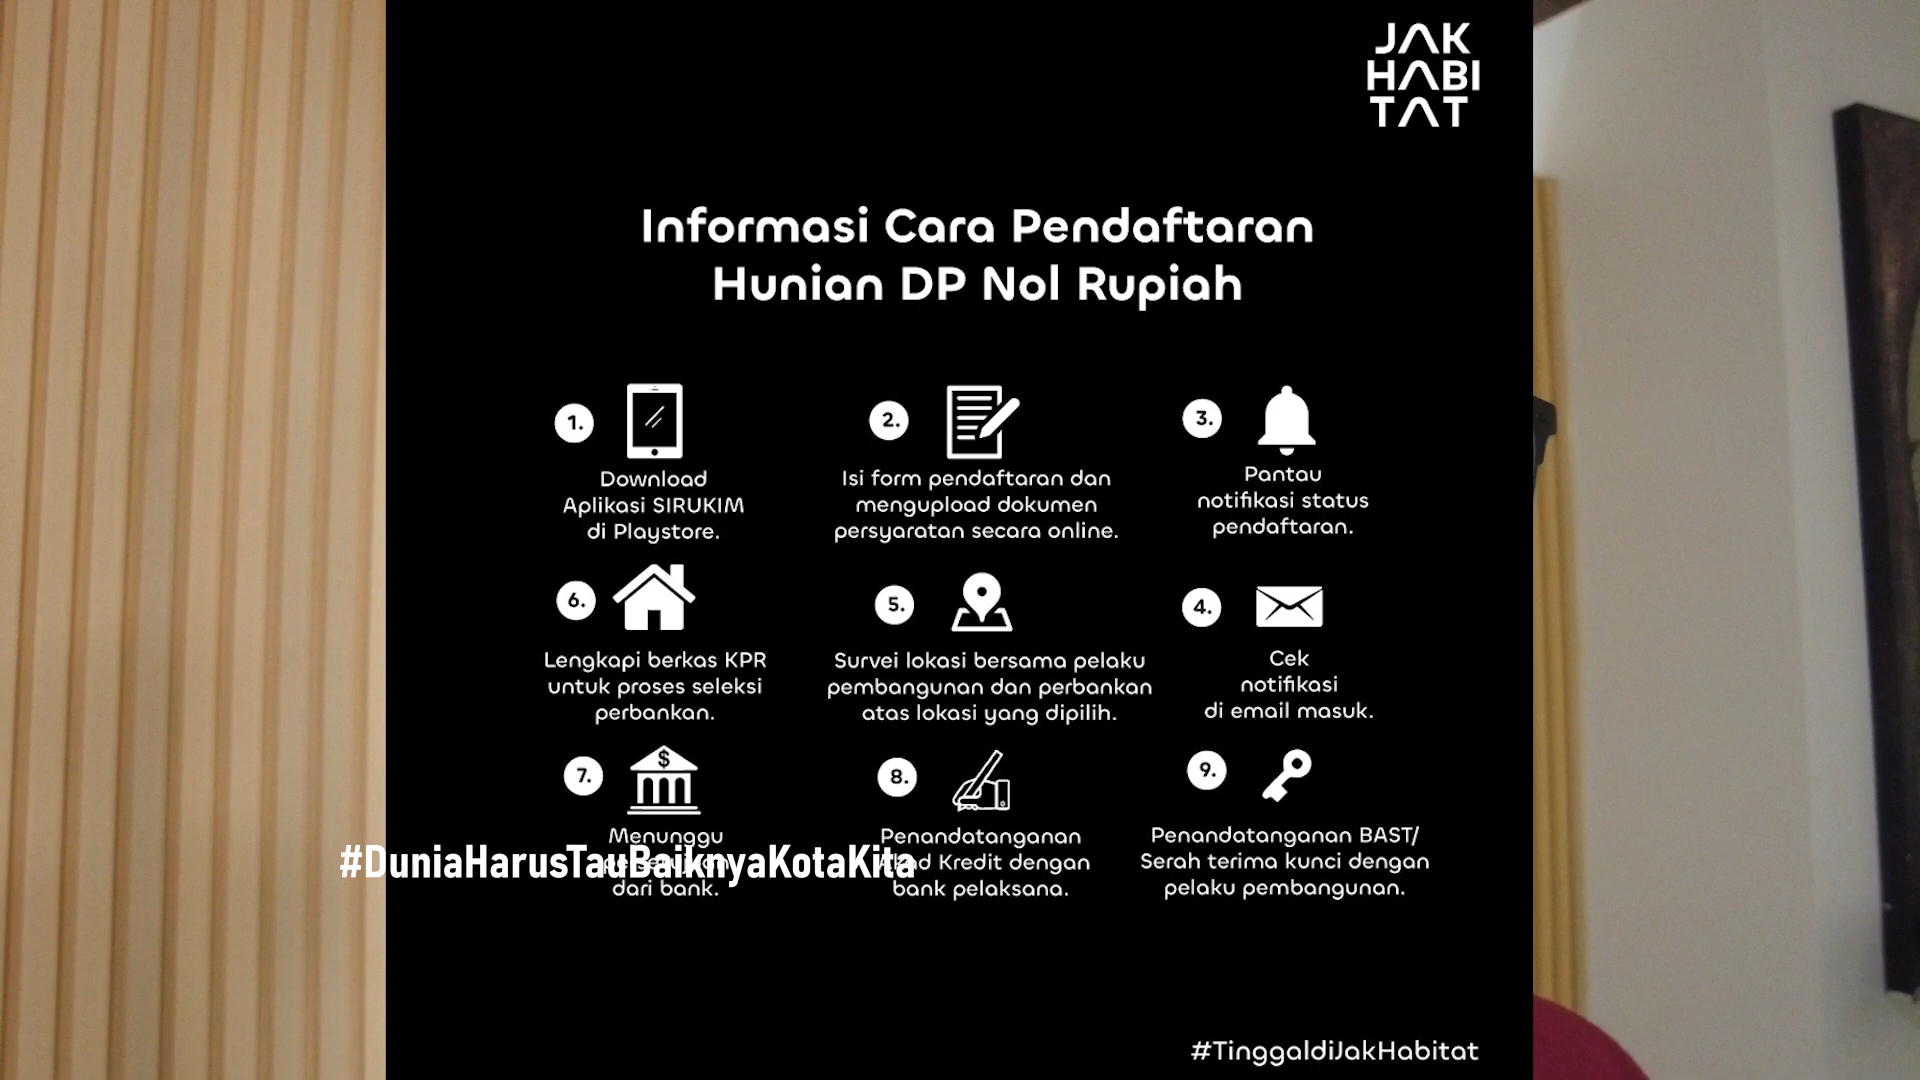 JAK
HABI
TAT
Informasi Cara Pendaftaran
Hunian DP Nol Rupiah
1.
Download
Aplikasi SIRUKIM
di Playstore.
2.
Isi form pendaftaran dan
mengupload dokumen
persyaratan secara online.
3.
Pantau
notifikasi status
pendaftaran.
6.
Lengkapi berkas KPR
untuk proses seleksi
perbankan.
5.
Survei lokasi bersama pelaku
pembangunan dan perbankan
atas lokasi yang dipilih.
4.
Cek
notifikasi
di email masuk.
7.
$
Menunggu
dari bank.
8.
Penandatanganan
Kredit dengan
bank pelaksana.
9.
Penandatanganan BAST/
Serah terima kunci dengan
pelaku pembangunan.
#DuniaHarusTauBaiknyaKotaKita
#TinggaldiJakHabitat